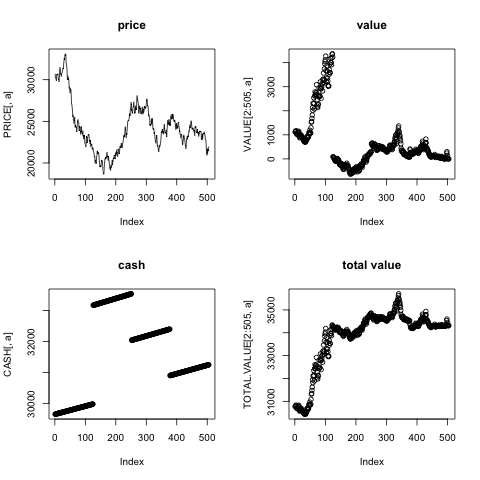 price
PRICE[, a]
30000
25000
20000
0 100 200 300 400 500
Index
value
VALUE[2:505, a]
3000
1000
0
0 100 200 300 400 500
Index
cash
CASH[, a]
32000
30000
0 100 200 300 400 500
Index
total value
TOTAL.VALUE[2:505, a]
35000
33000
31000
0 100 200 300 400 500
Index